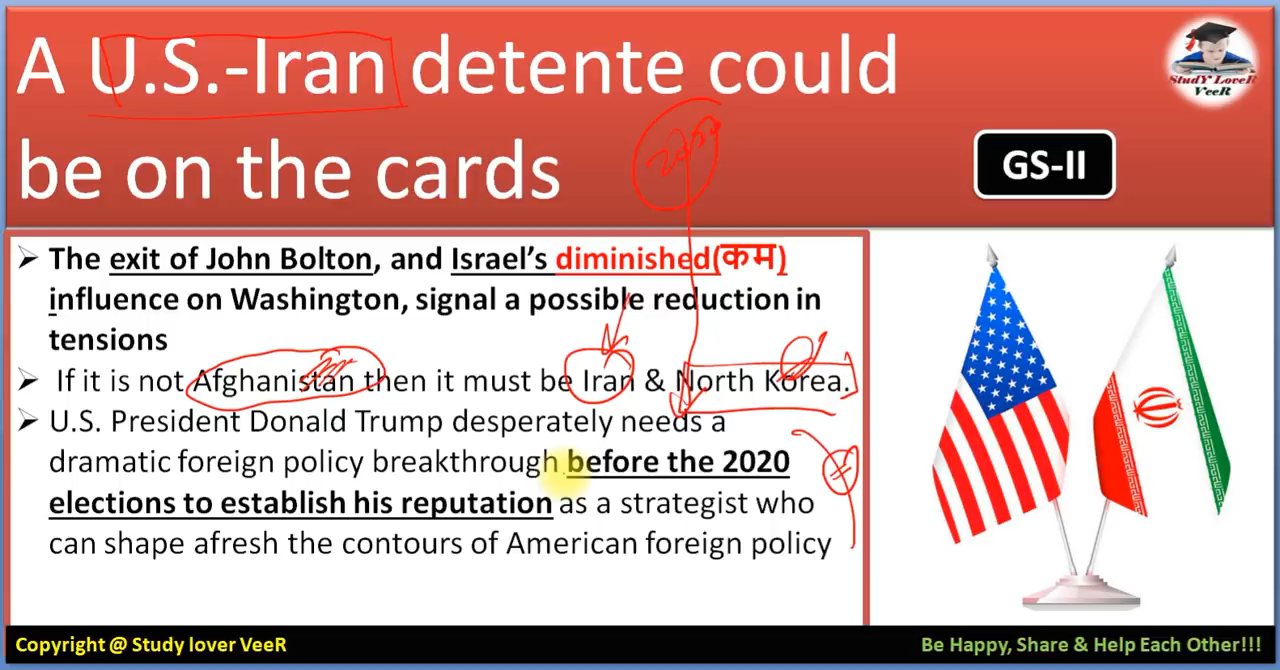 A U.S.-Iran detente could
be on the cards
StudY LoveR
VeeR
GS-II
➢ The exit of John Bolton, and Israel's diminished(कम)
influence on Washington, signal a possible reduction in
tensions
➢ If it is not Afghanistan then it must be Iran & North Korea.
➢ U.S. President Donald Trump desperately needs a
dramatic foreign policy breakthrough before the 2020
elections to establish his reputation as a strategist who
can shape afresh the contours of American foreign policy
Copyright @ Study lover VeeR
Be Happy, Share & Help Each Other!!!